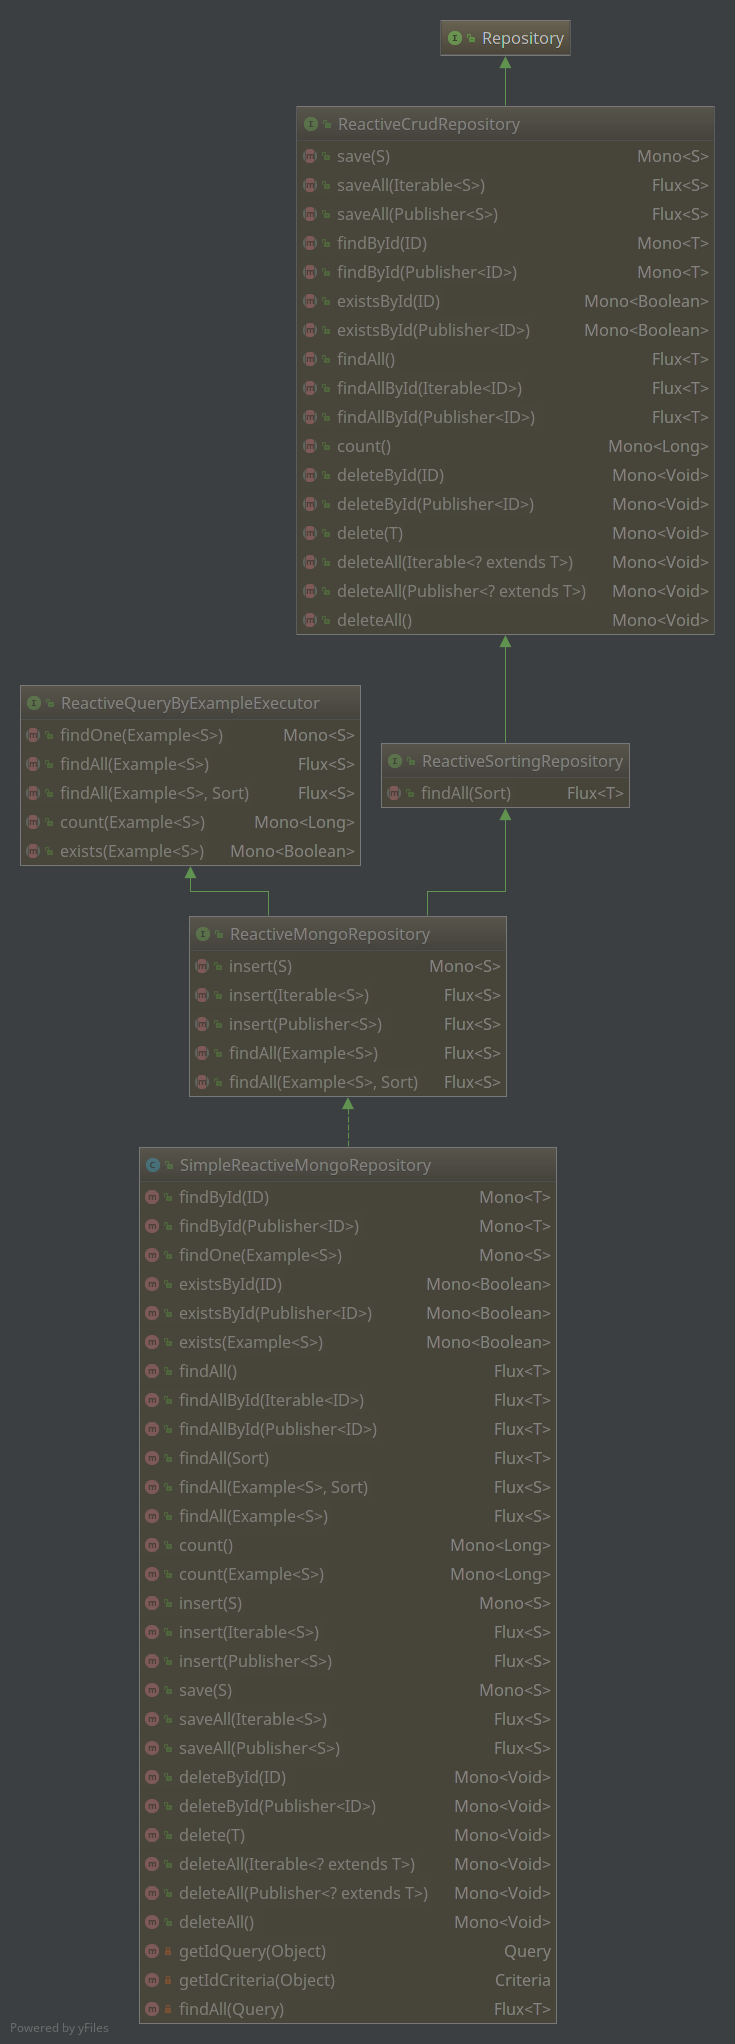 Repository
ReactiveCrudRepository
save(S) Mono<S>
saveAll(Iterable<S>) Flux<S>
saveAll(Publisher<S>) Flux<S>
findById(ID) Mono<T>
findById(Publisher<ID>) Mono<T>
existsById(ID) Mono<Boolean>
existsById(Publisher<ID>) Mono<Boolean>
findAll() Flux<T>
findAllById(Iterable<ID>) Flux<T>
findAllById(Publisher<ID>) Flux<T>
count() Mono<Long>
deleteById(ID) Mono<Void>
deleteById(Publisher<ID>) Mono<Void>
delete(T) Mono<Void>
deleteAll(Iterable<? extends T>) Mono<Void>
deleteAll(Publisher<? extends T>) Mono<Void>
deleteAll() Mono<Void>
ReactiveQueryByExampleExecutor
findOne(Example<S>) Mono<S>
findAll(Example<S>) Flux<S>
findAll(Example<S>, Sort) Flux<S>
count(Example<S>) Mono<Long>
exists(Example<S>) Mono<Boolean>
ReactiveSortingRepository
findAll(Sort) Flux<T>
ReactiveMongoRepository
insert(S) Mono<S>
insert(Iterable<S>) Flux<S>
insert(Publisher<S>) Flux<S>
findAll(Example<S>) Flux<S>
findAll(Example<S>, Sort) Flux<S>
SimpleReactiveMongoRepository
findById(ID) Mono<T>
findById(Publisher<ID>) Mono<T>
findOne(Example<S>) Mono<S>
existsById(ID) Mono<Boolean>
existsById(Publisher<ID>) Mono<Boolean>
exists(Example<S>) Mono<Boolean>
findAll() Flux<T>
findAllById(Iterable<ID>) Flux<T>
findAllById(Publisher<ID>) Flux<T>
findAll(Sort) Flux<T>
findAll(Example<S>, Sort) Flux<S>
findAll(Example<S>) Flux<S>
count() Mono<Long>
count(Example<S>) Mono<Long>
insert(S) Mono<S>
insert(Iterable<S>) Flux<S>
insert(Publisher<S>) Flux<S>
save(S) Mono<S>
saveAll(Iterable<S>) Flux<S>
saveAll(Publisher<S>) Flux<S>
deleteById(ID) Mono<Void>
deleteById(Publisher<ID>) Mono<Void>
delete(T) Mono<Void>
deleteAll(Iterable<? extends T>) Mono<Void>
deleteAll(Publisher<? extends T>) Mono<Void>
deleteAll() Mono<Void>
getIdQuery(Object) Query
getIdCriteria(Object) Criteria
findAll(Query) Flux<T>
Powered by yFiles